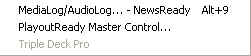 MediaLog/AudioLog... - NewsReady Alt+9
PlayoutReady Master Control...
Triple Deck Pro